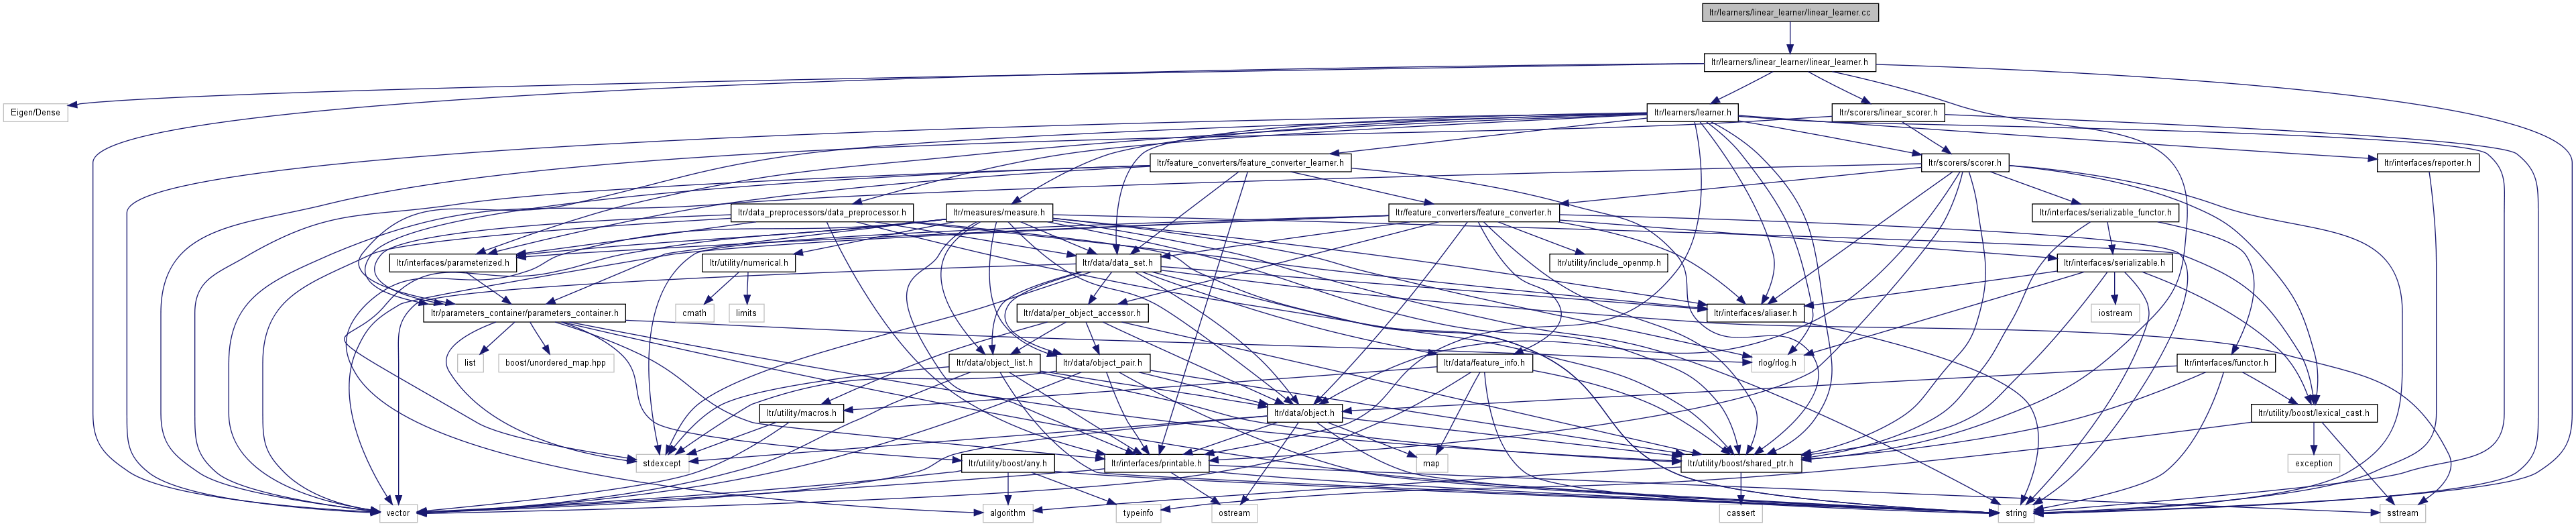 ltr/learners/linear_learner/linear_learner.cc
ltr/learners/linear_learner/linear_learner.h
Eigen/Dense
ltr/learners/learner.h
ltr/scorers/linear_scorer.h
ltr/feature_converters/feature_converter_learner.h
ltr/scorers/scorer.h
ltr/interfaces/reporter.h
ltr/data_preprocessors/data_preprocessor.h
ltr/measures/measure.h
ltr/feature_converters/feature_converter.h
ltr/interfaces/serializable_functor.h
ltr/interfaces/parameterized.h
ltr/utility/numerical.h
ltr/data/data_set.h
ltr/utility/include_openmp.h
ltr/interfaces/serializable.h
ltr/parameters_container/parameters_container.h
cmath
limits
ltr/data/per_object_accessor.h
ltr/interfaces/aliaser.h
iostream
list
boost/unordered_map.hpp
ltr/data/object_list.h
ltr/data/object_pair.h
ltr/data/feature_info.h
rlog/rlog.h
ltr/interfaces/functor.h
ltr/utility/macros.h
ltr/data/object.h
ltr/utility/boost/lexical_cast.h
stdexcept
ltr/utility/boost/any.h
ltr/interfaces/printable.h
map
ltr/utility/boost/shared_ptr.h
exception
vector
algorithm
typeinfo
ostream
cassert
string
sstream